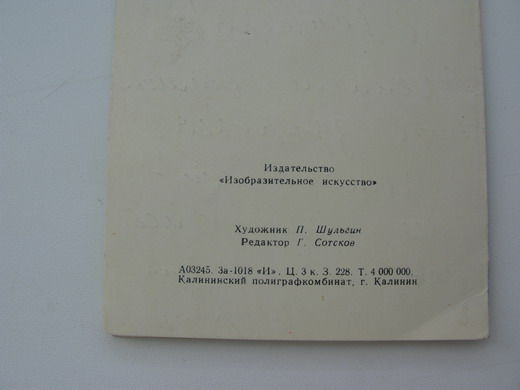 Издательство
«Изобразительное искусство»
Художник П. Шульгин
Редактор Г. Сотсков
А03245. За-1018 «И». Ц. 3 к. З. 228. Т. 4 000 000.
Калининский полиграфкомбинат, г. Калинин